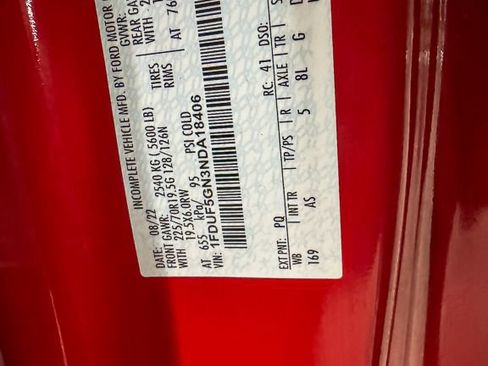 INCOMPLETE VEHICLE MFD. BY FORD MOTOR
DATE: 08/22 GVWR:
FRONT GAWR: 2540 KG ( 5600 LB) REAR GA
WITH 225/70R19.5G 128/126N TIRES WITH 2
19.5X6.0RW RIMS
AT 655 kPa/ 95 PSI COLD AT 76
VIN: 1FDUF5GN3NDA18406
EXT PNT: PQ RC: 41 DSO:
WB INT TR TP/PS R AXLE TR
169 AS 5 8L G